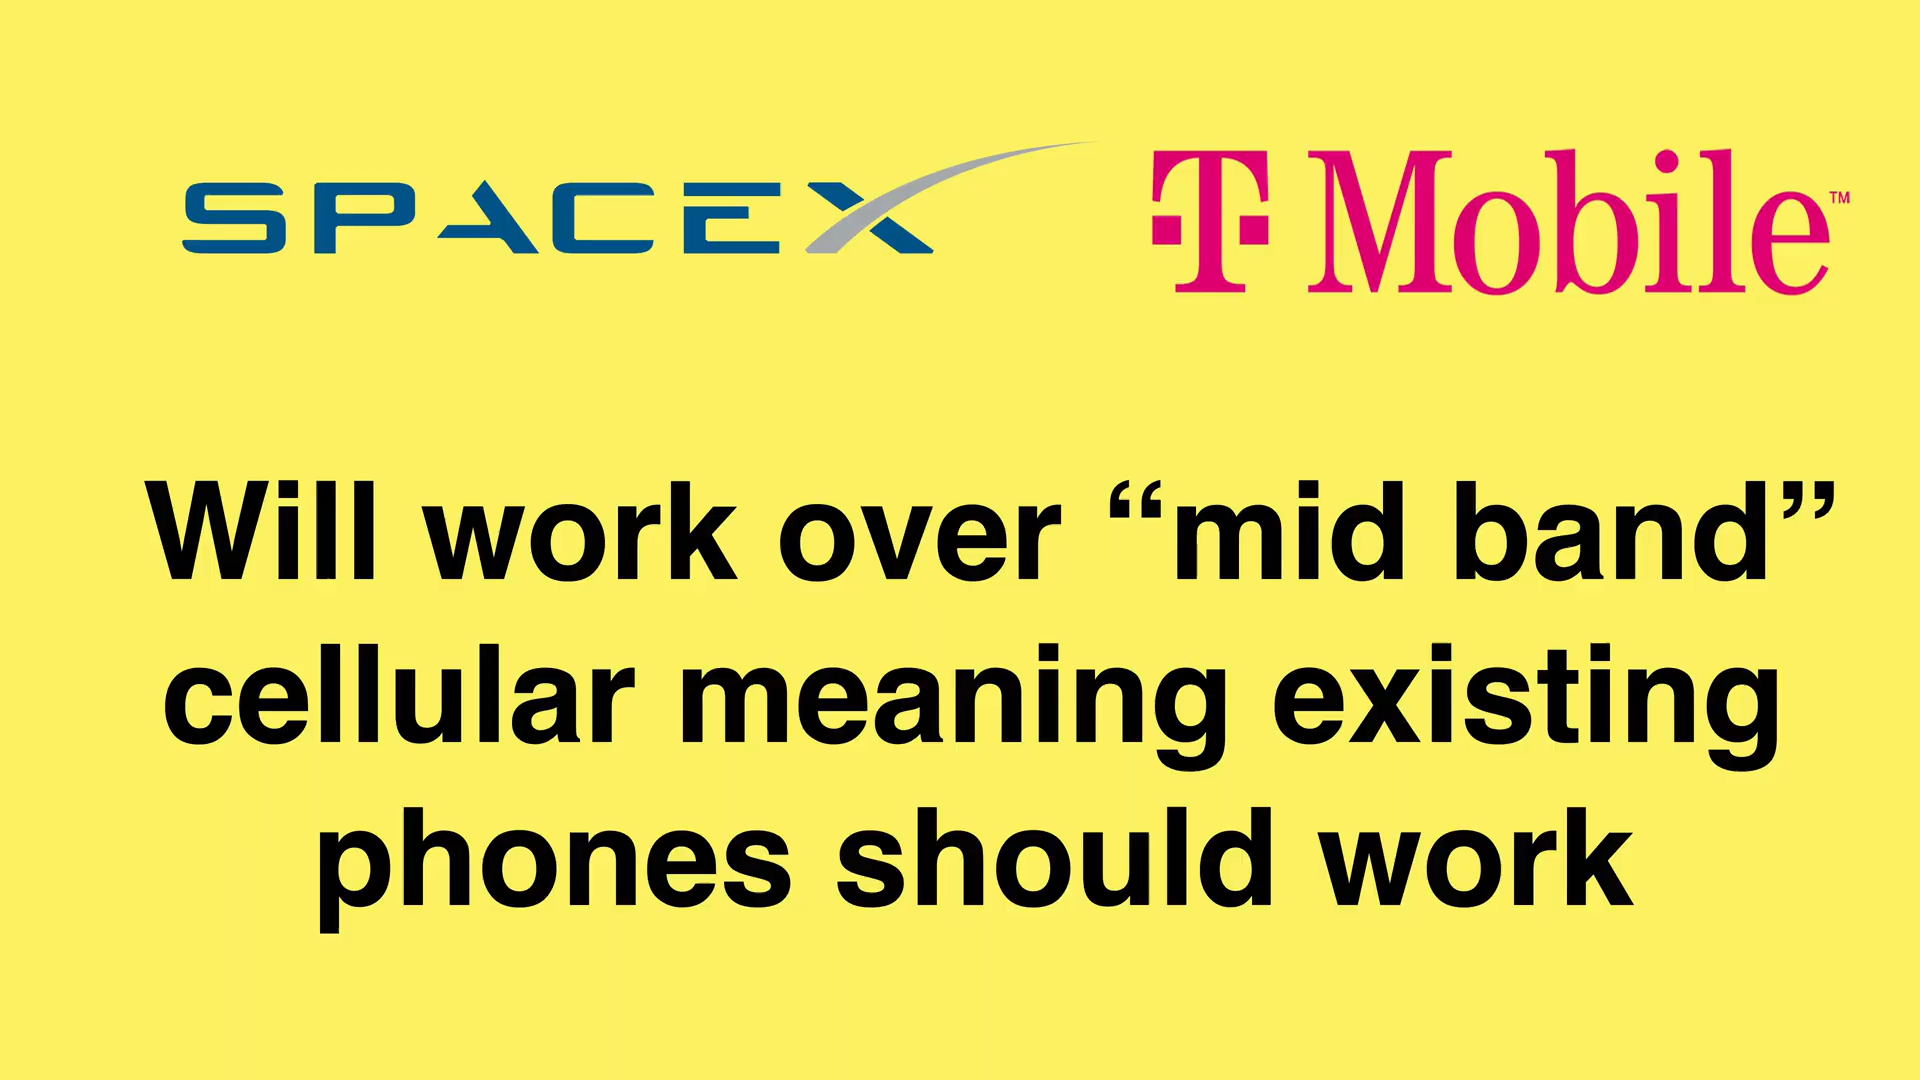 SPACEX T Mobile™
Will work over “mid band”
cellular meaning existing
phones should work